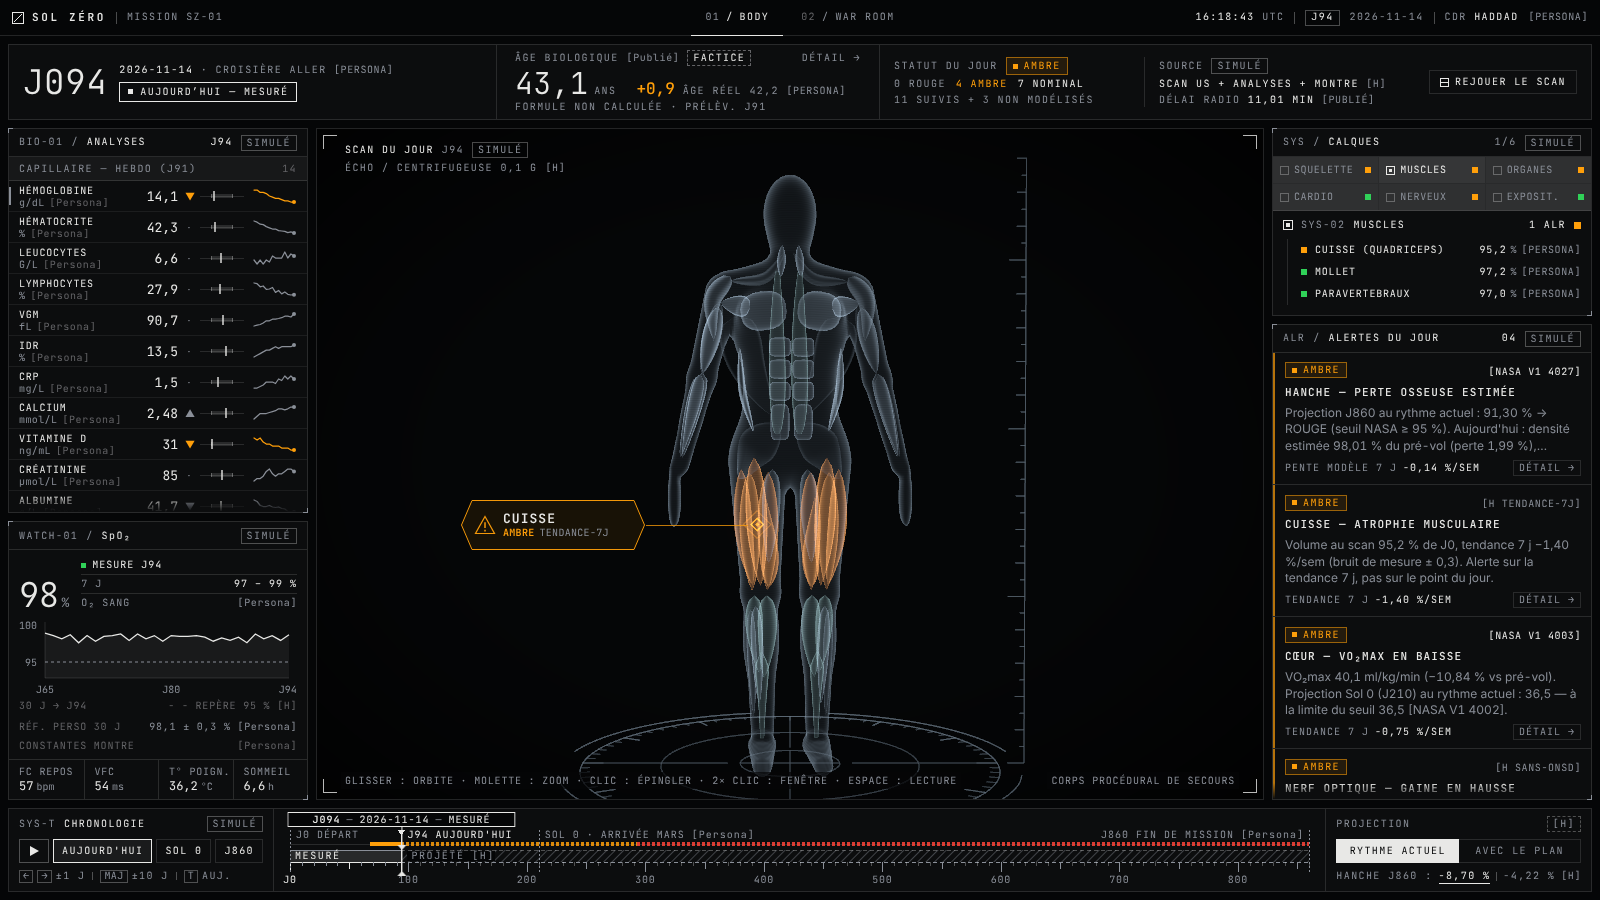 SOL ZÉRO | MISSION SZ-01
01 / BODY
02 / WAR ROOM
16:18:43 UTC | J94 2026-11-14 | CDR HADDAD [PERSONA]
J094
2026-11-14 · CROISIÈRE ALLER [PERSONA]
AUJOURD'HUI — MESURÉ
ÂGE BIOLOGIQUE [Publié] FACTICE
DÉTAIL →
43,1 ANS +0,9 ÂGE RÉEL 42,2 [PERSONA]
FORMULE NON CALCULÉE · PRÉLÈV. J91
STATUT DU JOUR AMBRE
0 ROUGE 4 AMBRE 7 NOMINAL
11 SUIVIS + 3 NON MODÉLISÉS
SOURCE SIMULÉ
SCAN US + ANALYSES + MONTRE [H]
DÉLAI RADIO 11,01 MIN [PUBLIÉ]
REJOUER LE SCAN
BIO-01 / ANALYSES J94 SIMULÉ
CAPILLAIRE — HEBDO (J91) 14
HÉMOGLOBINE
g/dL [Persona] 14,1
HÉMATOCRITE
% [Persona] 42,3
LEUCOCYTES
G/L [Persona] 6,6
LYMPHOCYTES
% [Persona] 27,9
VGM
fL [Persona] 90,7
IDR
% [Persona] 13,5
CRP
mg/L [Persona] 1,5
CALCIUM
mmol/L [Persona] 2,48
VITAMINE D
ng/mL [Persona] 31
CRÉATININE
µmol/L [Persona] 85
ALBUMINE 41,7
WATCH-01 / SpO₂ SIMULÉ
98%
MESURE J94
7 J 97 – 99 %
O₂ SANG [Persona]
100
95
J65 J80 J94
30 J → J94 - - REPÈRE 95 % [H]
RÉF. PERSO 30 J 98,1 ± 0,3 % [Persona]
CONSTANTES MONTRE [Persona]
FC REPOS VFC T° POIGN. SOMMEIL
57 bpm 54 ms 36,2 °C 6,6 h
SCAN DU JOUR J94 SIMULÉ
ÉCHO / CENTRIFUGEUSE 0,1 G [H]
CUISSE
AMBRE TENDANCE-7J
GLISSER : ORBITE · MOLETTE : ZOOM · CLIC : ÉPINGLER · 2× CLIC : FENÊTRE · ESPACE : LECTURE
CORPS PROCÉDURAL DE SECOURS
SYS / CALQUES 1/6 SIMULÉ
SQUELETTE MUSCLES ORGANES
CARDIO NERVEUX EXPOSIT.
SYS-02 MUSCLES 1 ALR
CUISSE (QUADRICEPS) 95,2 % [PERSONA]
MOLLET 97,2 % [PERSONA]
PARAVERTEBRAUX 97,0 % [PERSONA]
ALR / ALERTES DU JOUR 04 SIMULÉ
AMBRE [NASA V1 4027]
HANCHE — PERTE OSSEUSE ESTIMÉE
Projection J860 au rythme actuel : 91,30 % →
ROUGE (seuil NASA ≥ 95 %). Aujourd'hui : densité
estimée 98,01 % du pré-vol (perte 1,99 %),...
PENTE MODÈLE 7 J -0,14 %/SEM DÉTAIL →
AMBRE [H TENDANCE-7J]
CUISSE — ATROPHIE MUSCULAIRE
Volume au scan 95,2 % de J0, tendance 7 j −1,40
%/sem (bruit de mesure ± 0,3). Alerte sur la
tendance 7 j, pas sur le point du jour.
TENDANCE 7 J -1,40 %/SEM DÉTAIL →
AMBRE [NASA V1 4003]
CŒUR — VO₂MAX EN BAISSE
VO₂max 40,1 ml/kg/min (−10,84 % vs pré-vol).
Projection Sol 0 (J210) au rythme actuel : 36,5 — à
la limite du seuil 36,5 [NASA V1 4002].
TENDANCE 7 J -0,75 %/SEM DÉTAIL →
AMBRE [H SANS-ONSD]
NERF OPTIQUE — GAINE EN HAUSSE
SYS-T CHRONOLOGIE SIMULÉ
AUJOURD'HUI SOL 0 J860
← → ±1 J | MAJ ±10 J | T AUJ.
J094 — 2026-11-14 — MESURÉ
J0 DÉPART J94 AUJOURD'HUI SOL 0 · ARRIVÉE MARS [Persona] J860 FIN DE MISSION [Persona]
MESURÉ PROJETÉ [H]
J0 100 200 300 400 500 600 700 800
PROJECTION [H]
RYTHME ACTUEL AVEC LE PLAN
HANCHE J860 : -8,70 % | -4,22 % [H]